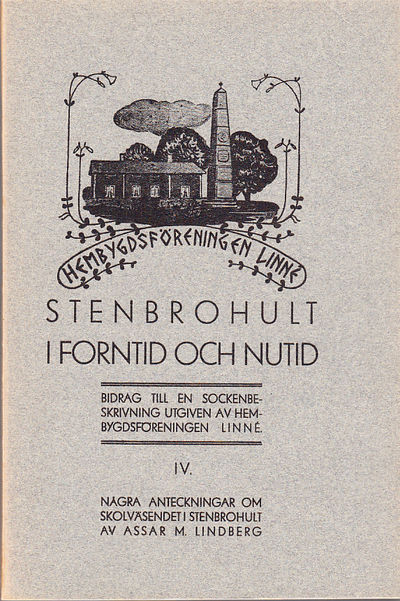 HEMBYGDSFÖRENINGEN LINNÉ
STENBROHULT
I FORNTID OCH NUTID
BIDRAG TILL EN SOCKENBE-
SKRIVNING UTGIVEN AV HEM-
BYGDSFÖRENINGEN LINNÉ.
IV.
NÅGRA ANTECKNINGAR OM
SKOLVÄSENDET I STENBROHULT
AV ASSAR M. LINDBERG